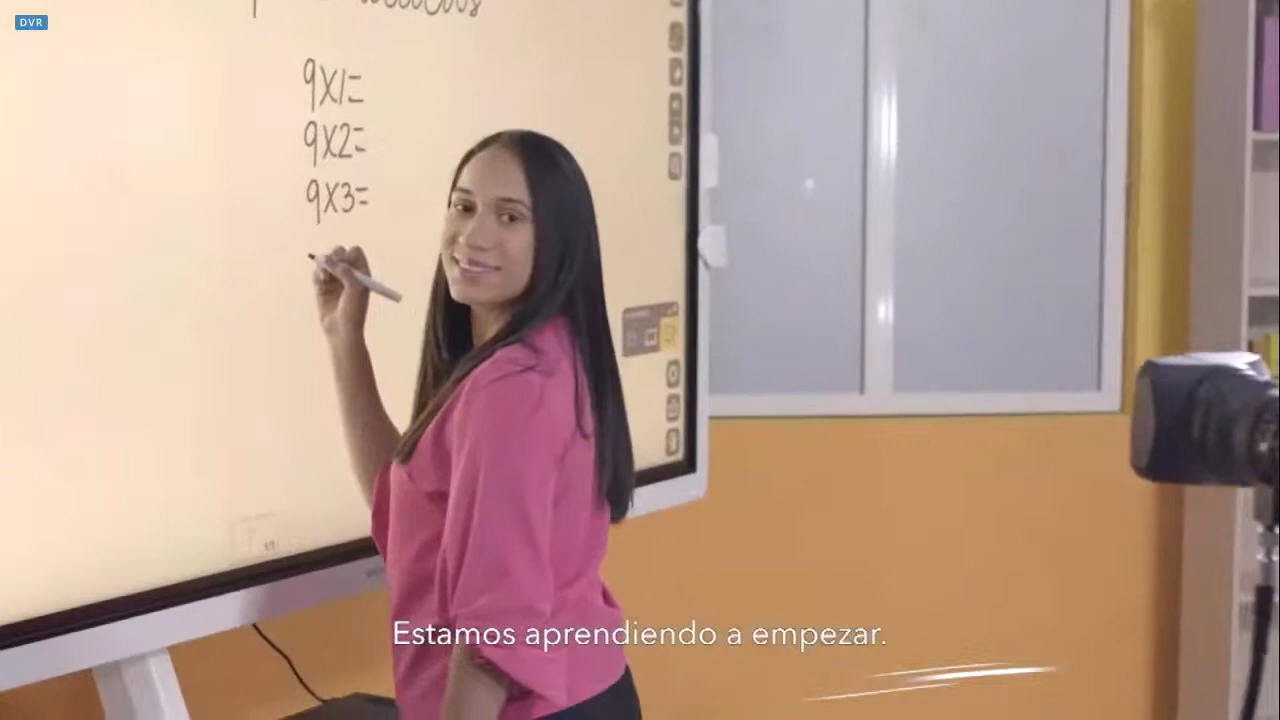 DVR
9X1=
9X2=
9X3=
Estamos aprendiendo a empezar.